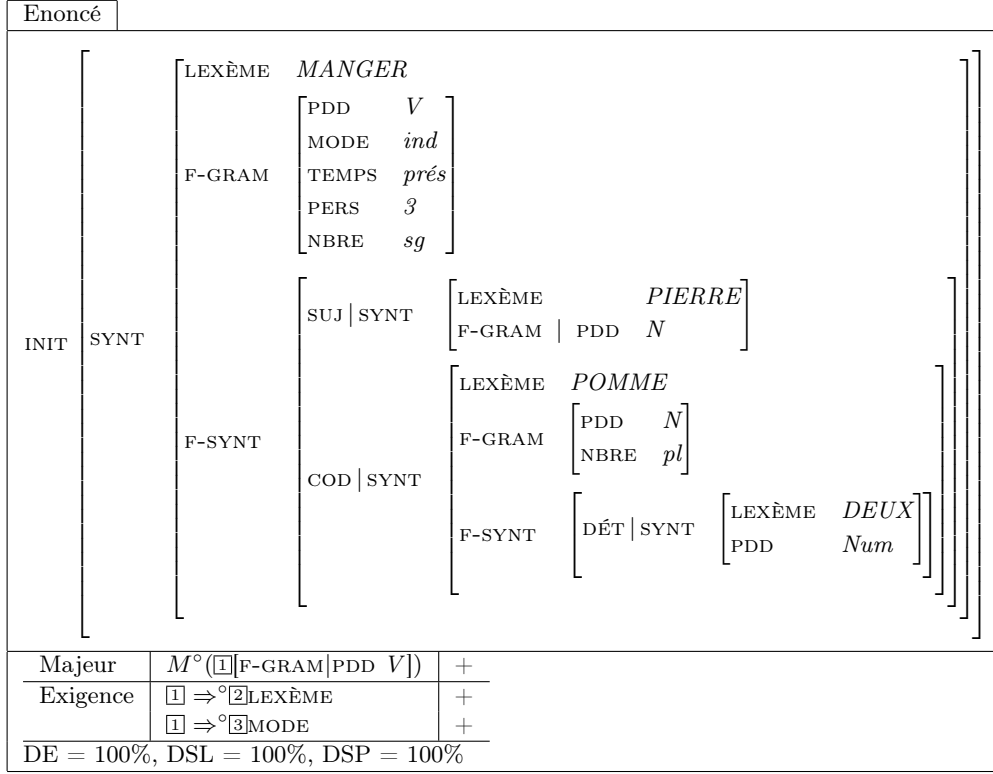 Enoncé
LEXÈME MANGER
PDD V
MODE ind
F-GRAM TEMPS prés
PERS 3
NBRE sg
SUJ|SYNT LEXÈME PIERRE
F-GRAM | PDD N
INIT SYNT
LEXÈME POMME
F-GRAM PDD N
NBRE pl
F-SYNT
COD|SYNT
F-SYNT DÉT|SYNT LEXÈME DEUX
PDD Num
Majeur M°(1[F-GRAM|PDD V]) +
Exigence 1 ⇒°2LEXÈME +
1 ⇒°3MODE +
DE = 100%, DSL = 100%, DSP = 100%